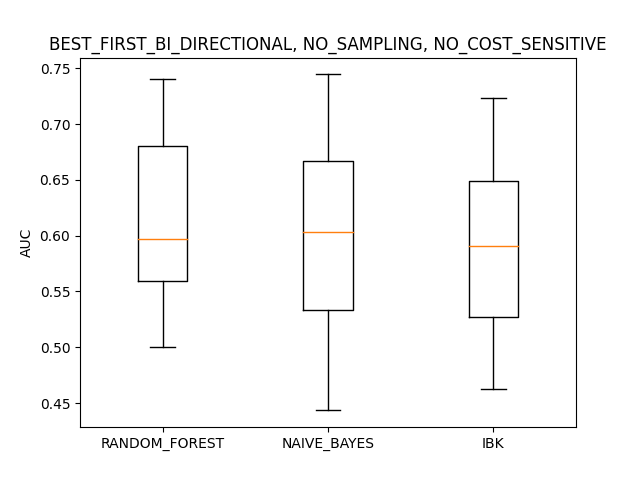 BEST_FIRST_BI_DIRECTIONAL, NO_SAMPLING, NO_COST_SENSITIVE
0.75
0.70
0.65
0.60
0.55
0.50
0.45
AUC
RANDOM_FOREST
NAIVE_BAYES
IBK